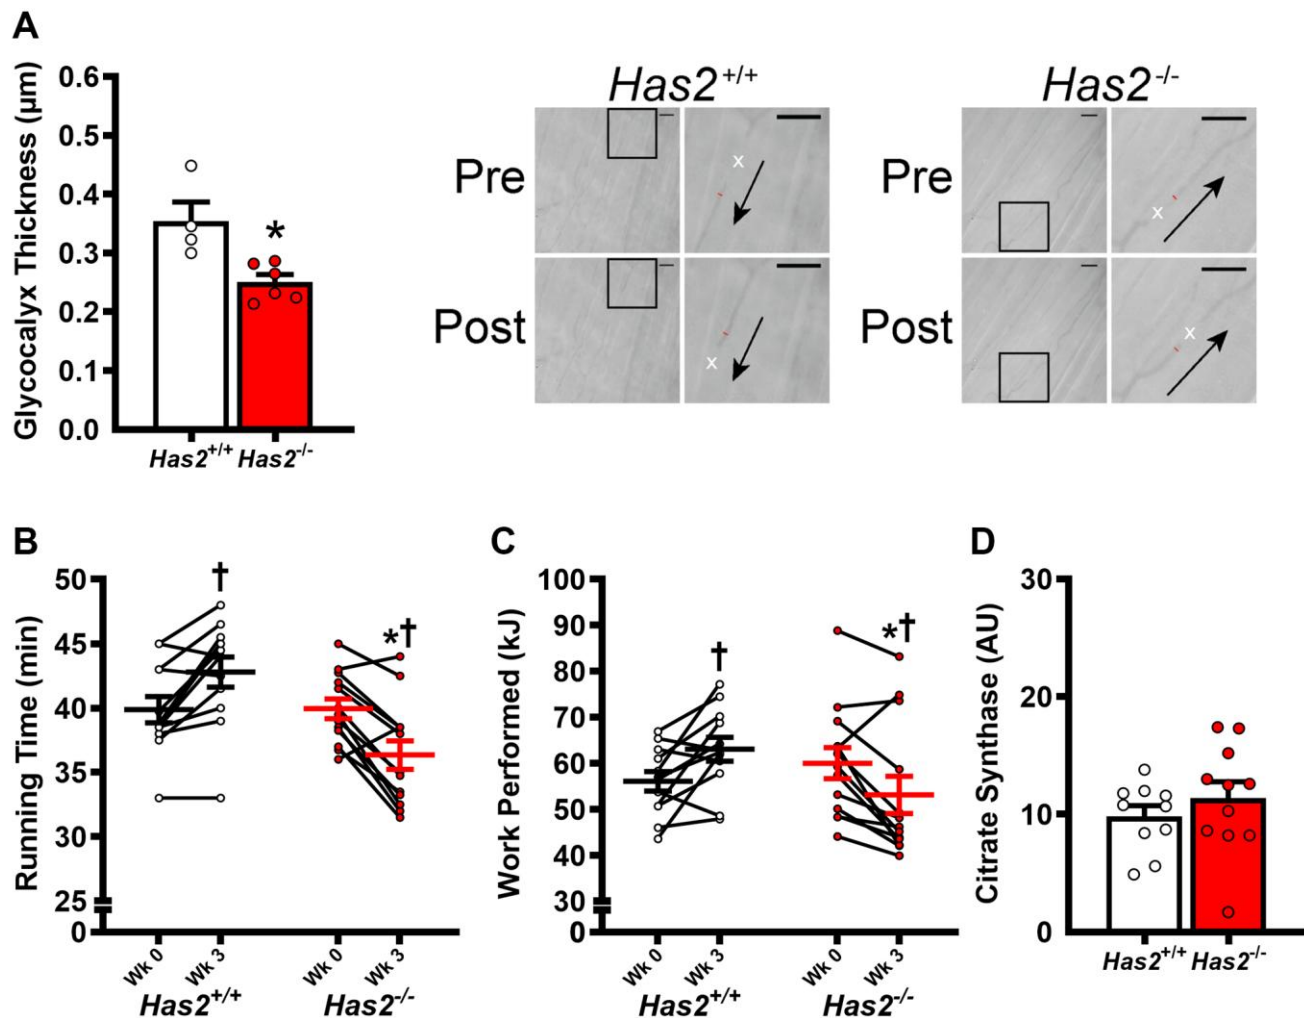 A
Glycocalyx Thickness (µm)
0.6
0.5
0.4
0.3
0.2
0.1
0.0
*
Has2+/+ Has2-/-
Has2+/+
Has2-/-
Pre
x
Pre
x
Post
x
Post
x
B
Running Time (min)
50
45
40
35
30
25
0
†
*†
Wk 0
Wk 3
Wk 0
Wk 3
Has2+/+
Has2-/-
C
Work Performed (kJ)
100
90
80
70
60
50
40
30
0
†
*†
Wk 0
Wk 3
Wk 0
Wk 3
Has2+/+
Has2-/-
D
Citrate Synthase (AU)
30
20
10
0
Has2+/+ Has2-/-